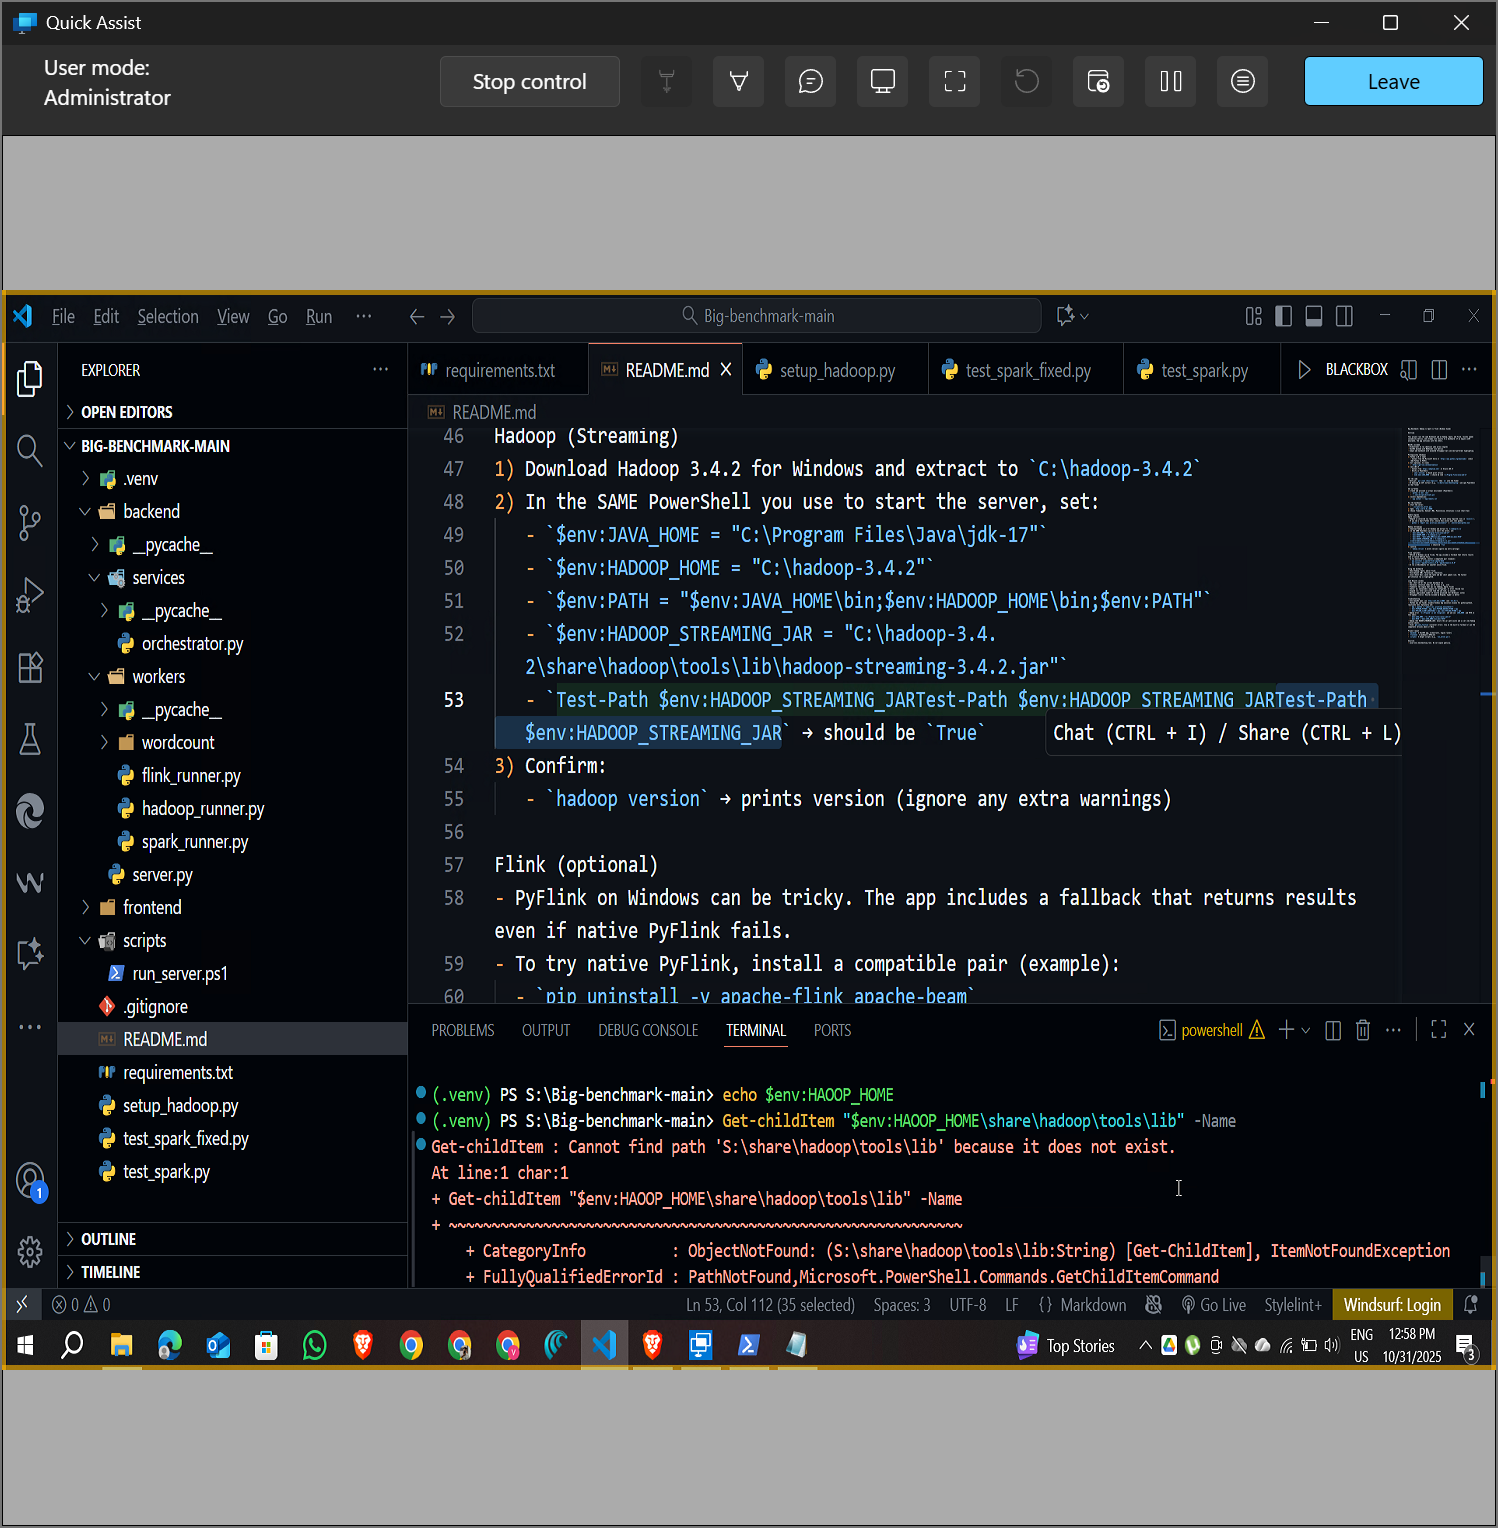 Quick Assist
User mode:
Administrator
Stop control
Leave
File Edit Selection View Go Run ···
Big-benchmark-main
EXPLORER
OPEN EDITORS
BIG-BENCHMARK-MAIN
.venv
backend
__pycache__
services
__pycache__
orchestrator.py
workers
__pycache__
wordcount
flink_runner.py
hadoop_runner.py
spark_runner.py
server.py
frontend
scripts
run_server.ps1
.gitignore
README.md
requirements.txt
setup_hadoop.py
test_spark_fixed.py
test_spark.py
OUTLINE
TIMELINE
1
requirements.txt README.md setup_hadoop.py test_spark_fixed.py test_spark.py BLACKBOX
README.md
46 Hadoop (Streaming)
47 1) Download Hadoop 3.4.2 for Windows and extract to `C:\hadoop-3.4.2`
48 2) In the SAME PowerShell you use to start the server, set:
49 - `$env:JAVA_HOME = "C:\Program Files\Java\jdk-17"`
50 - `$env:HADOOP_HOME = "C:\hadoop-3.4.2"`
51 - `$env:PATH = "$env:JAVA_HOME\bin;$env:HADOOP_HOME\bin;$env:PATH"`
52 - `$env:HADOOP_STREAMING_JAR = "C:\hadoop-3.4.
2\share\hadoop\tools\lib\hadoop-streaming-3.4.2.jar"`
53 - `Test-Path $env:HADOOP_STREAMING_JARTest-Path $env:HADOOP_STREAMING_JARTest-Path
$env:HADOOP_STREAMING_JAR` → should be `True`
Chat (CTRL + I) / Share (CTRL + L)
54 3) Confirm:
55 - `hadoop version` → prints version (ignore any extra warnings)
56
57 Flink (optional)
58 - PyFlink on Windows can be tricky. The app includes a fallback that returns results
even if native PyFlink fails.
59 - To try native PyFlink, install a compatible pair (example):
60 - `pip uninstall -y apache-flink apache-beam`
PROBLEMS OUTPUT DEBUG CONSOLE TERMINAL PORTS
powershell
(.venv) PS S:\Big-benchmark-main> echo $env:HAOOP_HOME
(.venv) PS S:\Big-benchmark-main> Get-childItem "$env:HAOOP_HOME\share\hadoop\tools\lib" -Name
Get-childItem : Cannot find path 'S:\share\hadoop\tools\lib' because it does not exist.
At line:1 char:1
+ Get-childItem "$env:HAOOP_HOME\share\hadoop\tools\lib" -Name
+ ~~~~~~~~~~~~~~~~~~~~~~~~~~~~~~~~~~~~~~~~~~~~~~~~~~~~~~~~~~~~
+ CategoryInfo : ObjectNotFound: (S:\share\hadoop\tools\lib:String) [Get-ChildItem], ItemNotFoundException
+ FullyQualifiedErrorId : PathNotFound,Microsoft.PowerShell.Commands.GetChildItemCommand
0 0
Ln 53, Col 112 (35 selected) Spaces: 3 UTF-8 LF {} Markdown Go Live Stylelint+ Windsurf: Login
Top Stories
ENG
US
12:58 PM
10/31/2025
3